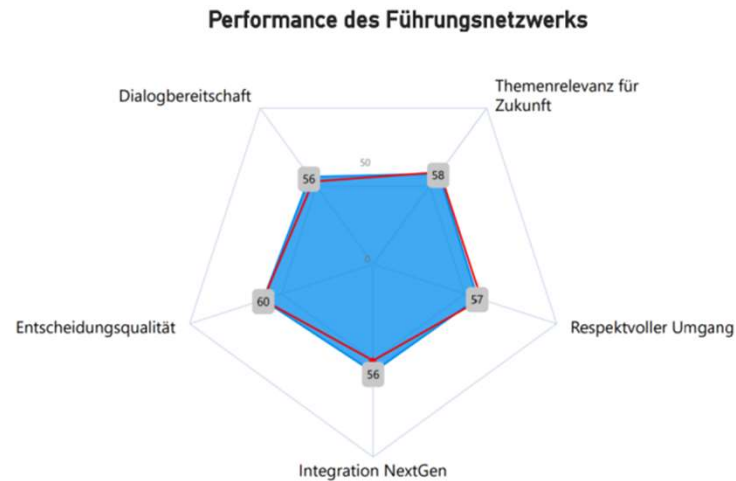 Performance des Führungsnetzwerks
Themenrelevanz für
Zukunft
Dialogbereitschaft
50
56
58
0
60
57
Entscheidungsqualität
Respektvoller Umgang
56
Integration NextGen